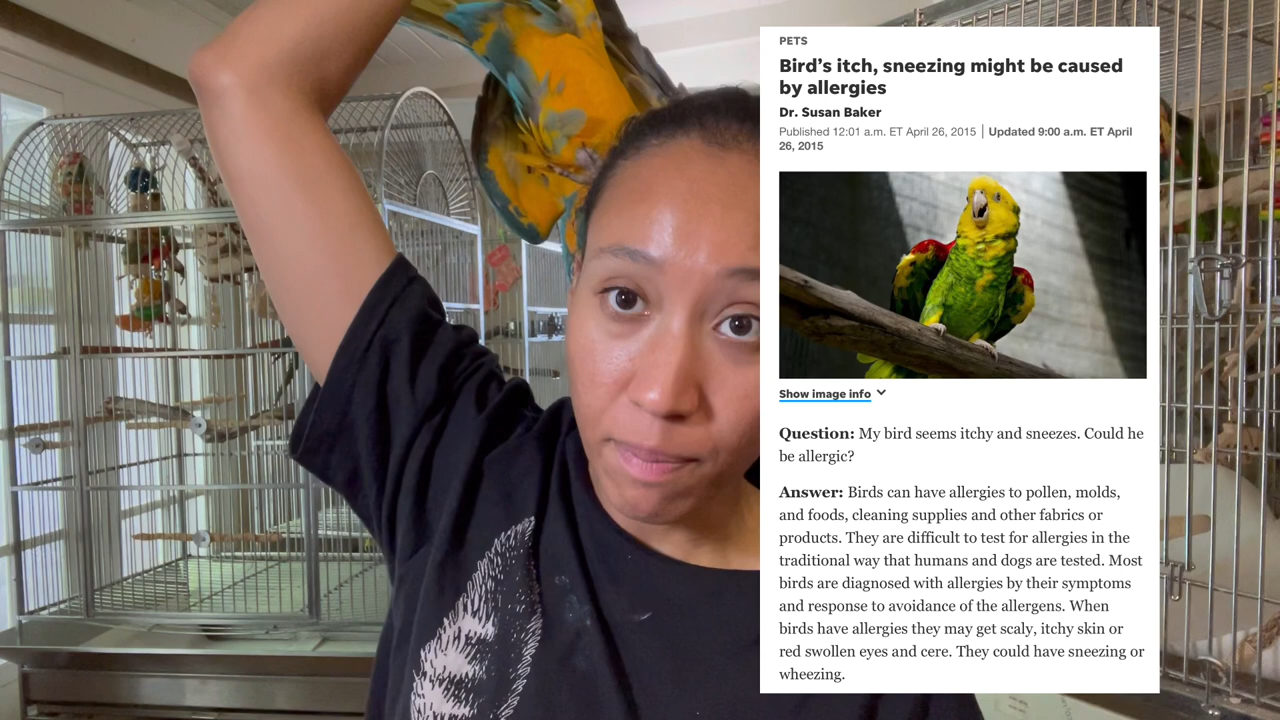 PETS
Bird’s itch, sneezing might be caused
by allergies
Dr. Susan Baker
Published 12:01 a.m. ET April 26, 2015 | Updated 9:00 a.m. ET April
26, 2015
Show image info
Question: My bird seems itchy and sneezes. Could he
be allergic?
Answer: Birds can have allergies to pollen, molds,
and foods, cleaning supplies and other fabrics or
products. They are difficult to test for allergies in the
traditional way that humans and dogs are tested. Most
birds are diagnosed with allergies by their symptoms
and response to avoidance of the allergens. When
birds have allergies they may get scaly, itchy skin or
red swollen eyes and cere. They could have sneezing or
wheezing.